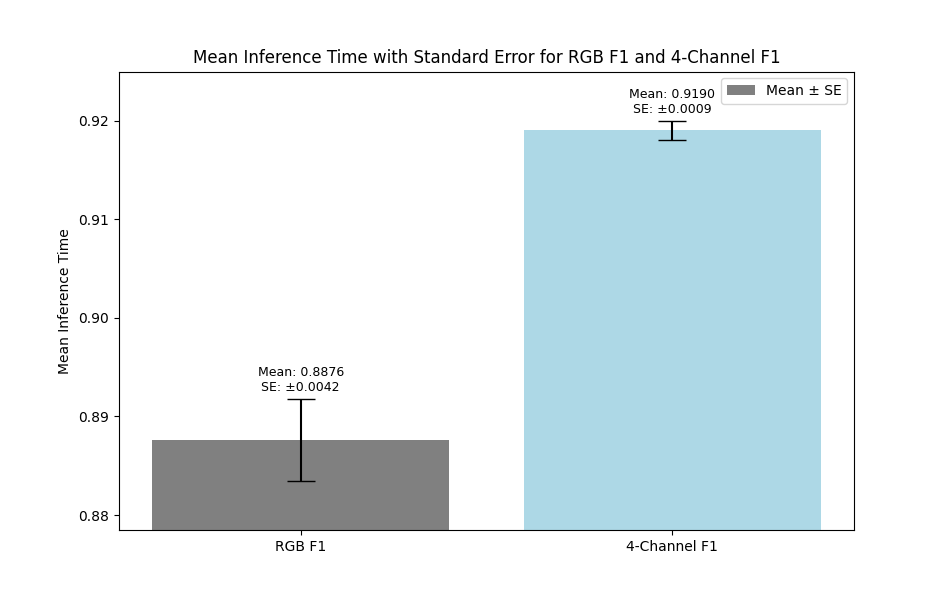 Mean Inference Time with Standard Error for RGB F1 and 4-Channel F1
Mean ± SE
Mean: 0.9190
SE: ±0.0009
Mean: 0.8876
SE: ±0.0042
Mean Inference Time
0.92
0.91
0.90
0.89
0.88
RGB F1
4-Channel F1